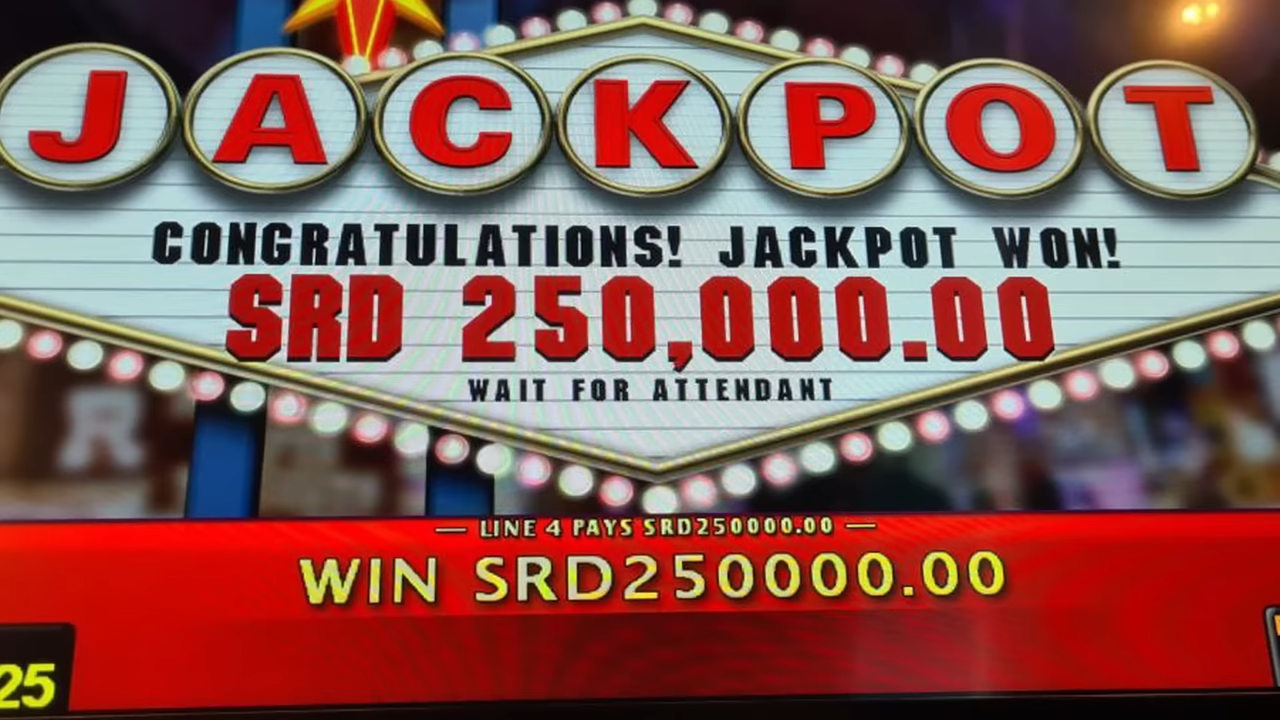 JACKPOT
CONGRATULATIONS! JACKPOT WON!
SRD 250,000.00
WAIT FOR ATTENDANT
— LINE 4 PAYS SRD250000.00 —
WIN SRD250000.00
25